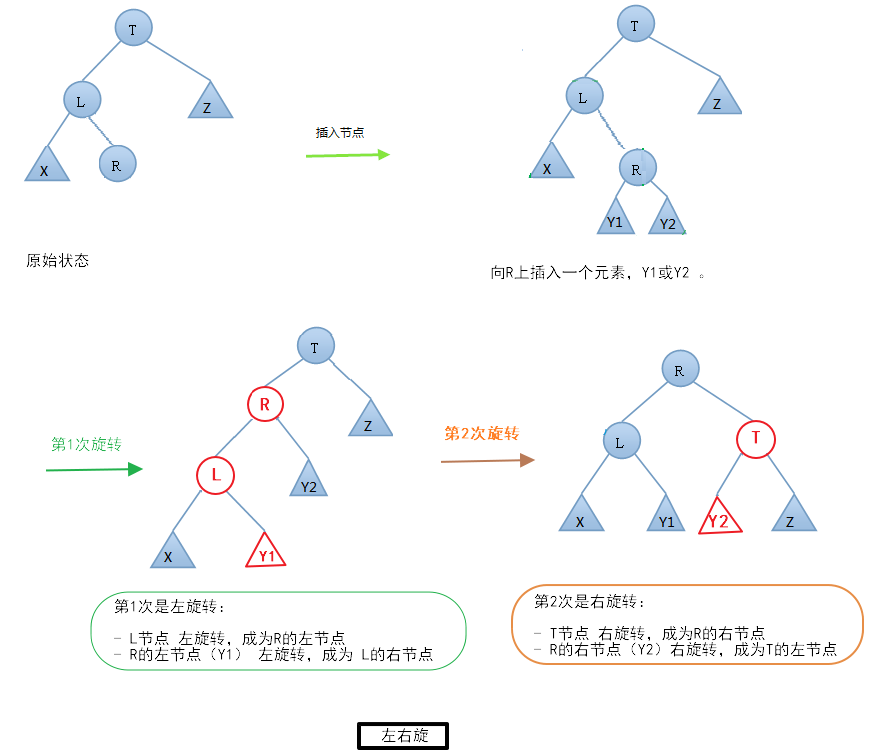 T
L
Z
X
R
原始状态
插入节点
T
L
Z
X
R
Y1
Y2
向R上插入一个元素，Y1或Y2 。
第1次旋转
T
R
Z
L
Y2
X
Y1
第1次是左旋转：
- L节点 左旋转，成为R的左节点
- R的左节点（Y1） 左旋转，成为 L的右节点
第2次旋转
R
L
T
X
Y1
Y2
Z
第2次是右旋转：
- T节点 右旋转，成为R的右节点
- R的右节点（Y2）右旋转，成为T的左节点
左右旋